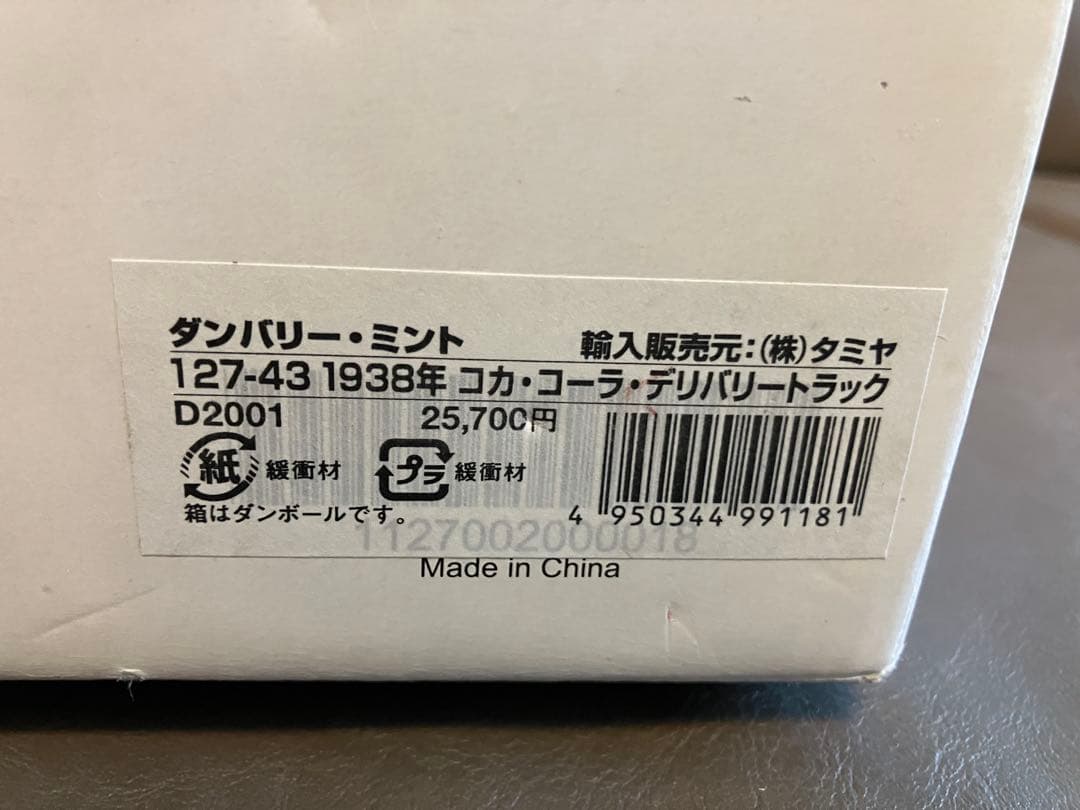 ダンバリー・ミント 輸入販売元:(株)タミヤ
127-43 1938年 コカ・コーラ・デリバリートラック
D2001 25,700円
紙 緩衝材 プラ 緩衝材
箱はダンボールです。
4 950344 991181
11270020000018
Made in China